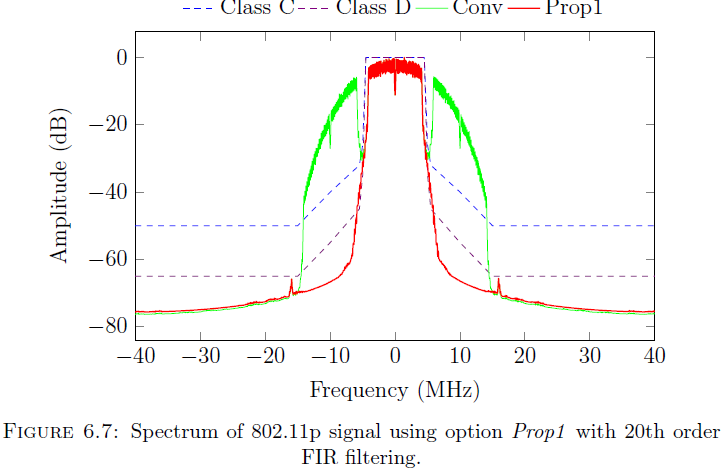 Class C Class D Conv Prop1
0
−20
−40
−60
−80
Amplitude (dB)
−40 −30 −20 −10 0 10 20 30 40
Frequency (MHz)
FIGURE 6.7: Spectrum of 802.11p signal using option Prop1 with 20th order
FIR filtering.